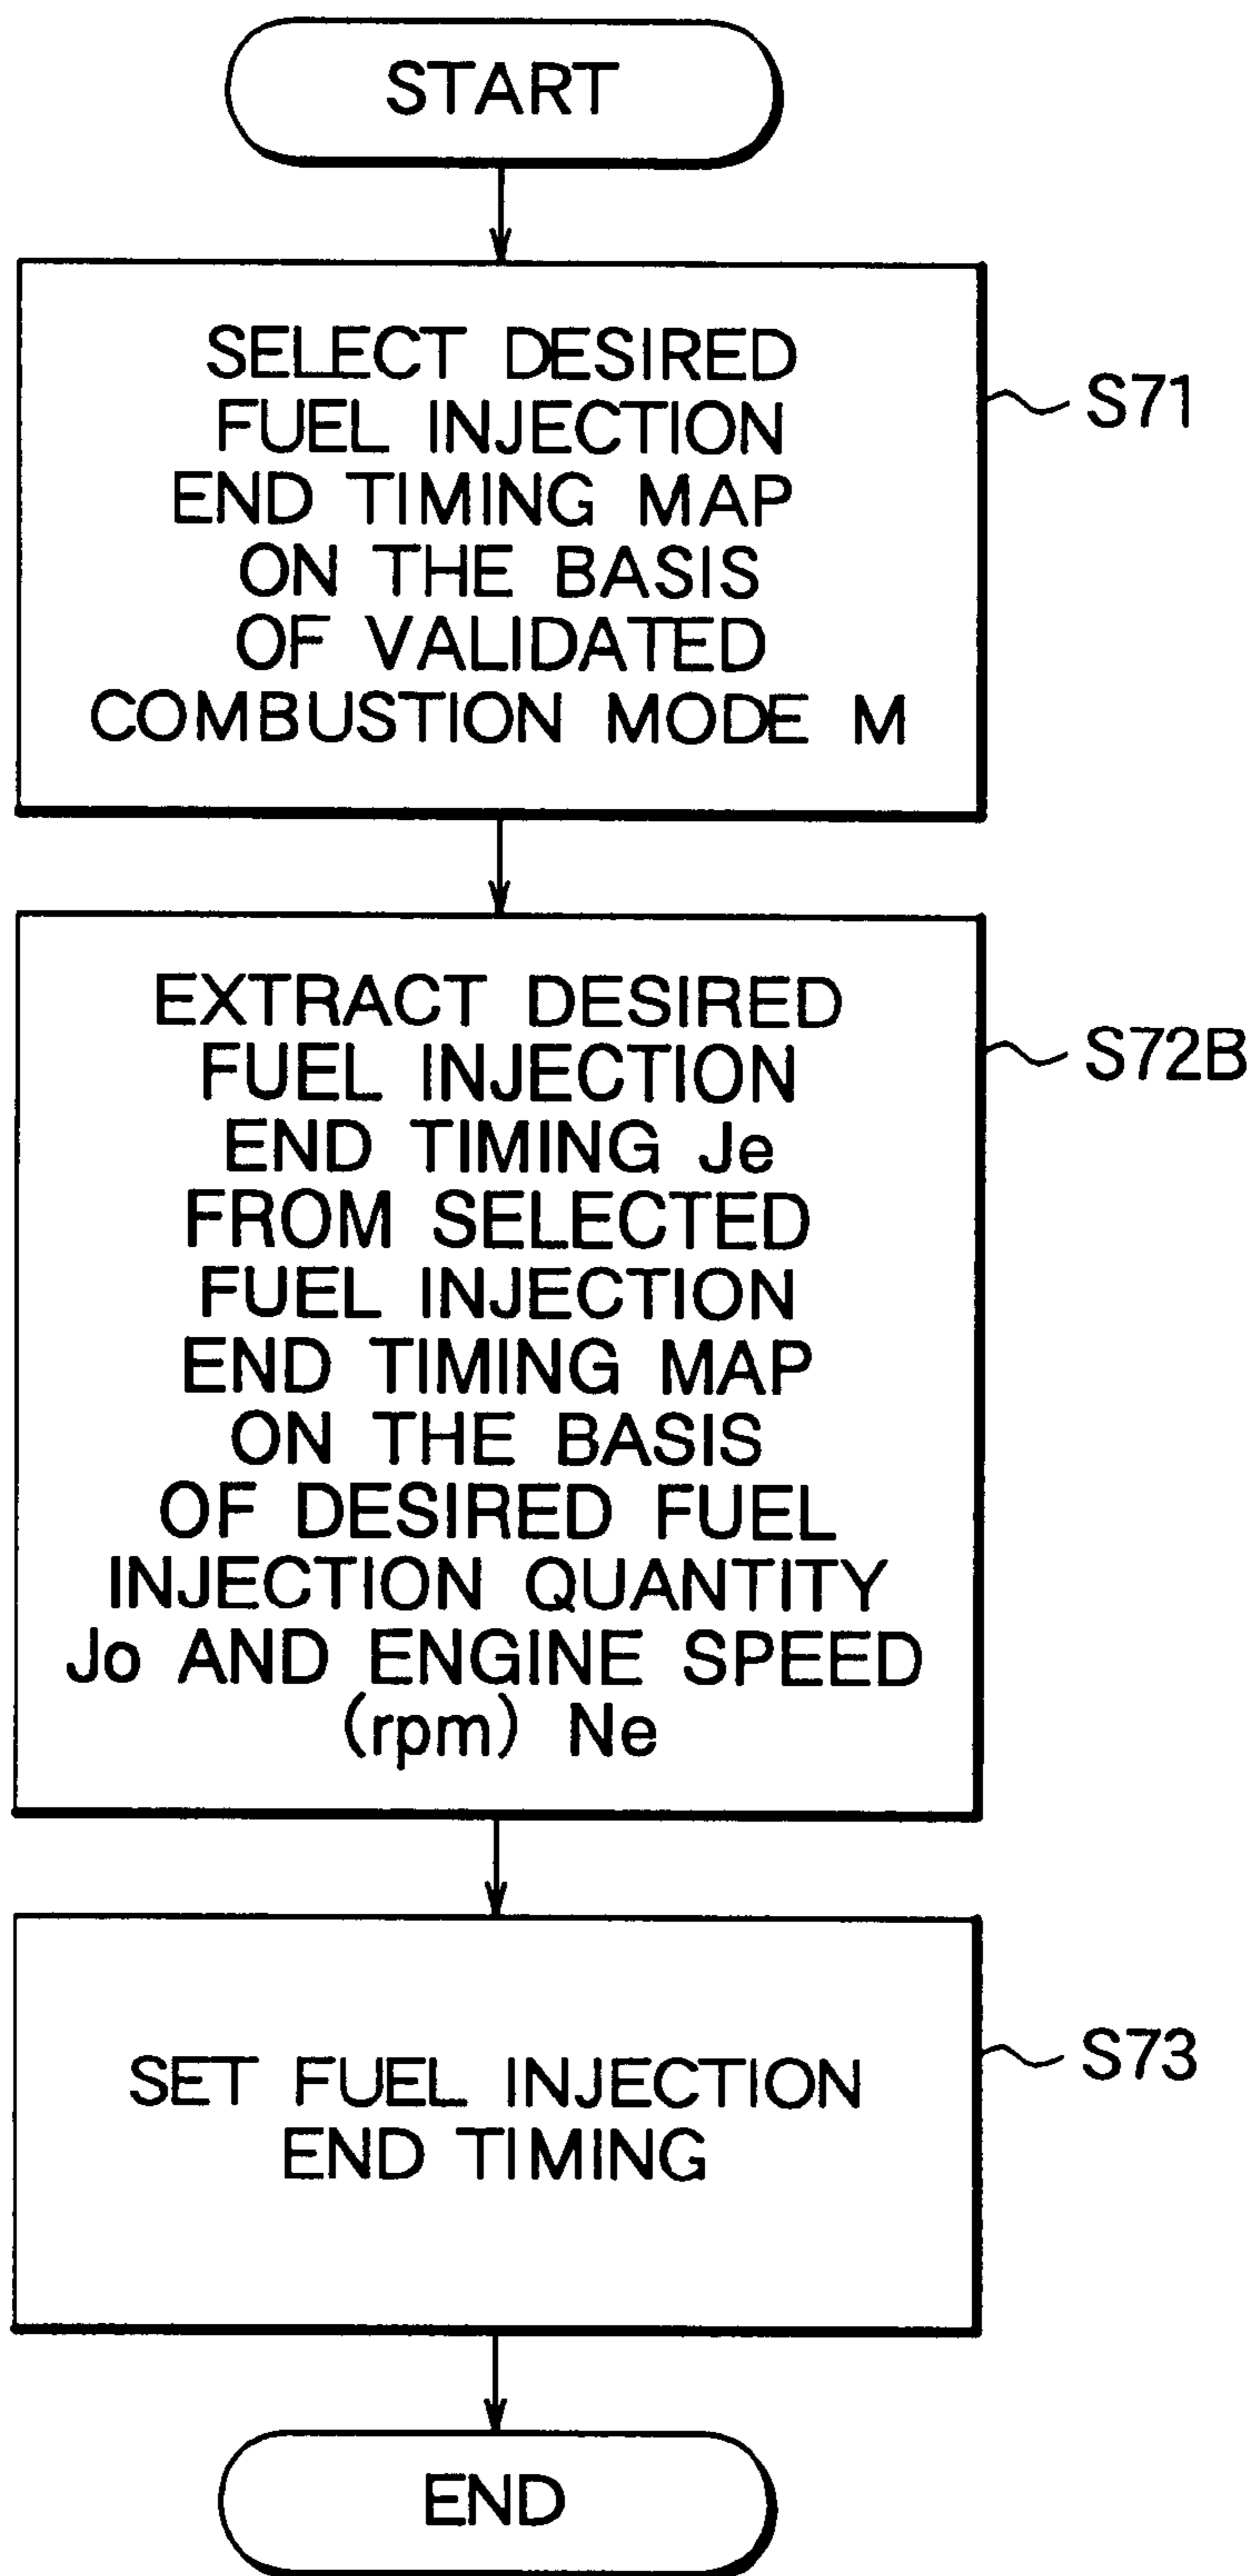 START
SELECT DESIRED
FUEL INJECTION
END TIMING MAP
ON THE BASIS
OF VALIDATED
COMBUSTION MODE M
S71
EXTRACT DESIRED
FUEL INJECTION
END TIMING Je
FROM SELECTED
FUEL INJECTION
END TIMING MAP
ON THE BASIS
OF DESIRED FUEL
INJECTION QUANTITY
Jo AND ENGINE SPEED
(rpm) Ne
S72B
SET FUEL INJECTION
END TIMING
S73
END